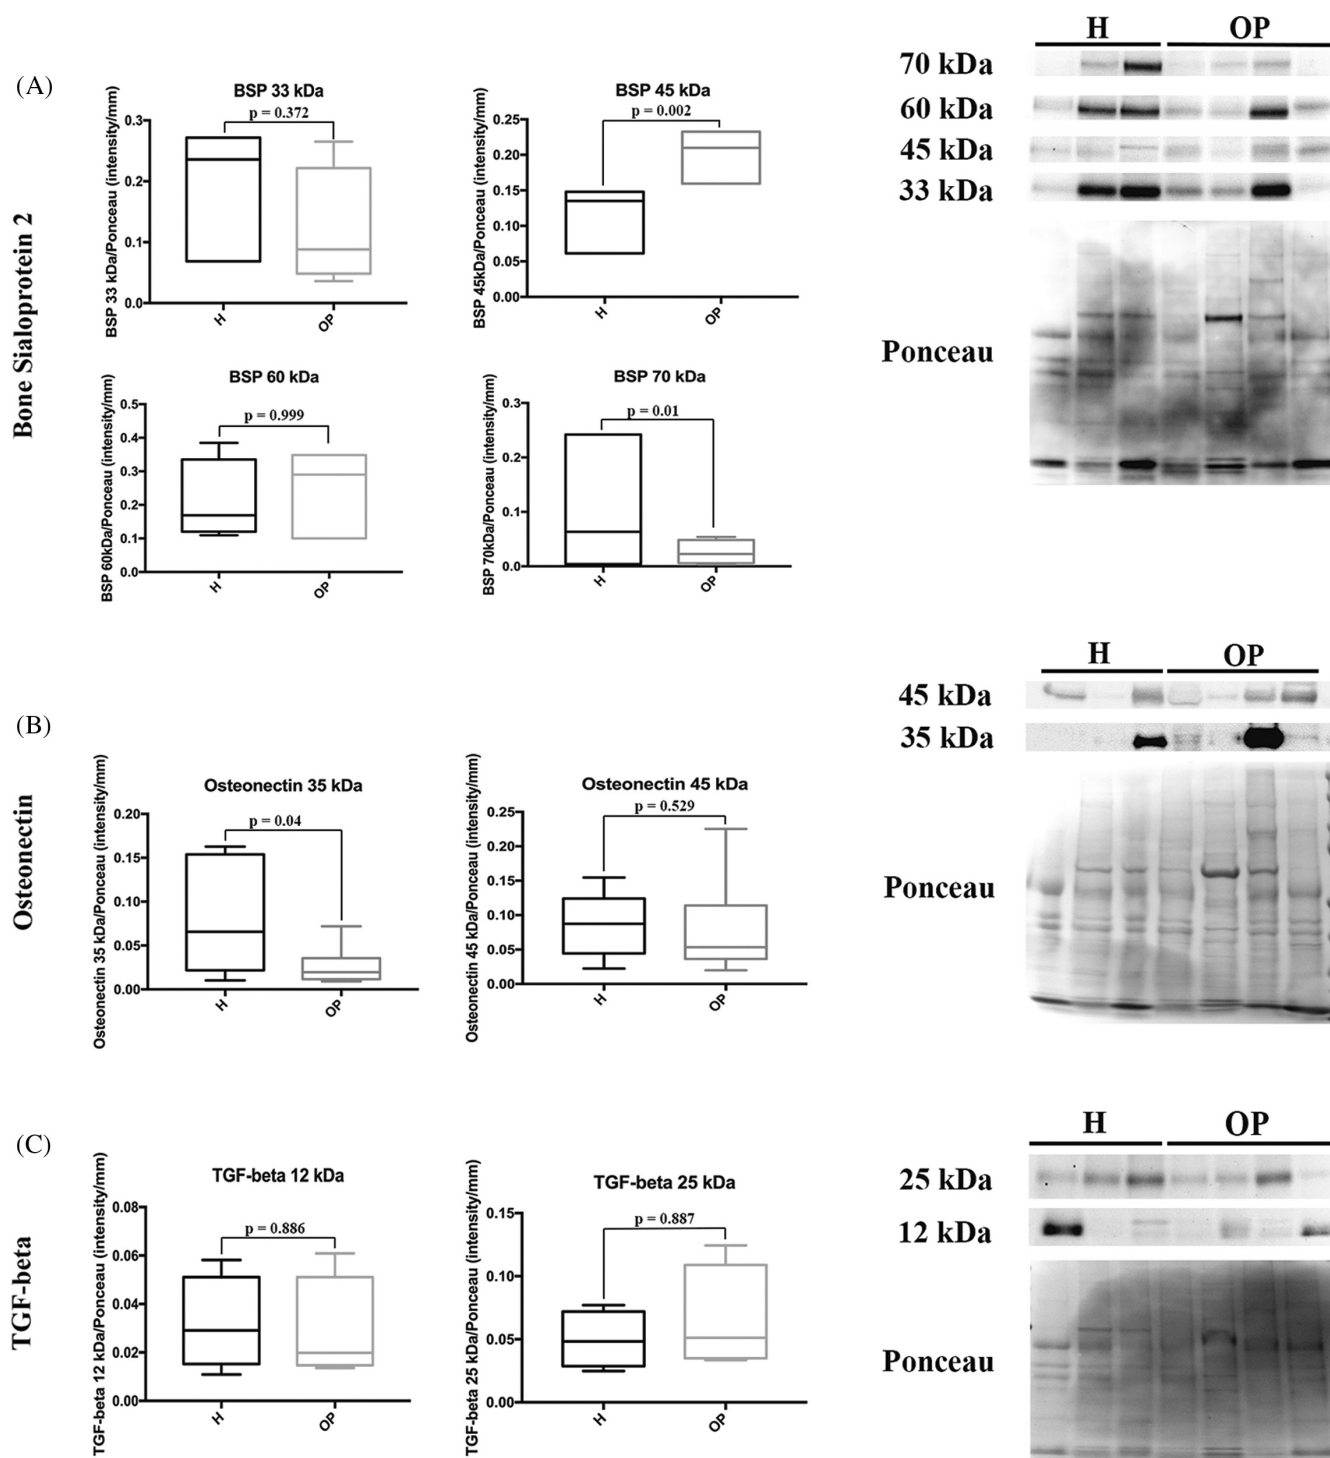 (A)
Bone Sialoprotein 2
BSP 33 kDa
p = 0.372
BSP 33 kDa/Ponceau (intensity/mm)
0.3
0.2
0.1
0.0
H
OP
BSP 45 kDa
p = 0.002
BSP 45kDa/Ponceau (intensity/mm)
0.25
0.20
0.15
0.10
0.05
0.00
H
OP
BSP 60 kDa
p = 0.999
BSP 60kDa/Ponceau (intensity/mm)
0.5
0.4
0.3
0.2
0.1
0.0
H
OP
BSP 70 kDa
p = 0.01
BSP 70kDa/Ponceau (intensity/mm)
0.3
0.2
0.1
0.0
H
OP
H OP
70 kDa
60 kDa
45 kDa
33 kDa
Ponceau
(B)
Osteonectin
Osteonectin 35 kDa
p = 0.04
Osteonectin 35 kDa/Ponceau (intensity/mm)
0.20
0.15
0.10
0.05
0.00
H
OP
Osteonectin 45 kDa
p = 0.529
Osteonectin 45 kDa/Ponceau (intensity/mm)
0.25
0.20
0.15
0.10
0.05
0.00
H
OP
H OP
45 kDa
35 kDa
Ponceau
(C)
TGF-beta
TGF-beta 12 kDa
p = 0.886
TGF-beta 12 kDa/Ponceau (intensity/mm)
0.08
0.06
0.04
0.02
0.00
H
OP
TGF-beta 25 kDa
p = 0.887
TGF-beta 25 kDa/Ponceau (intensity/mm)
0.15
0.10
0.05
0.00
H
OP
H OP
25 kDa
12 kDa
Ponceau